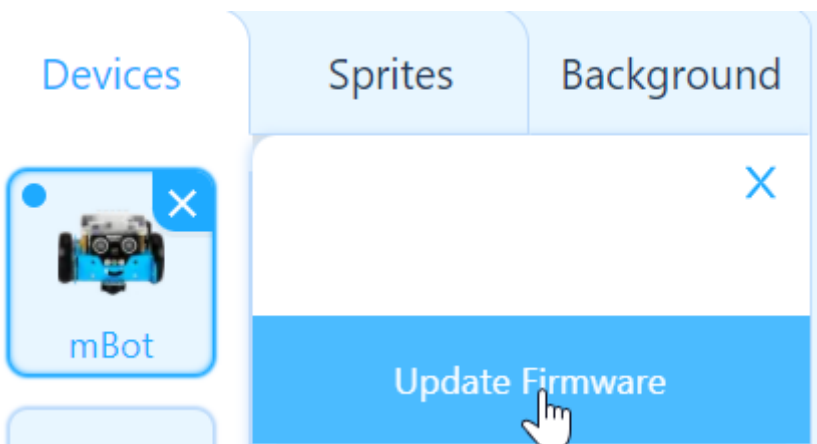 Devices
Sprites
Background
mBot
Update Firmware